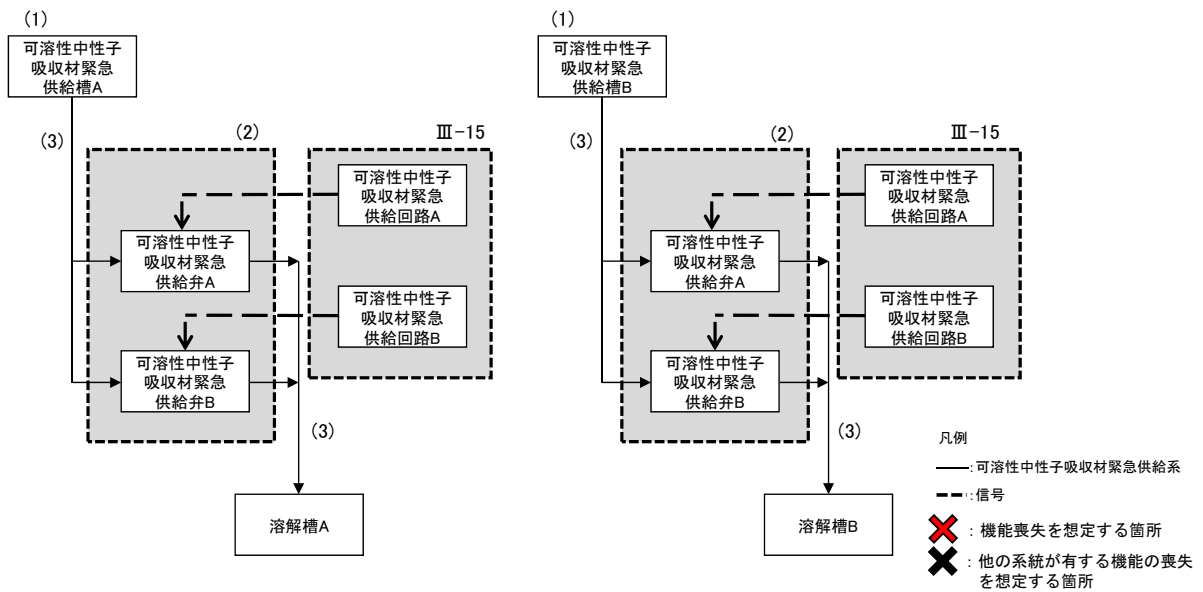 (1)
可溶性中性子
吸収材緊急
供給槽A
(3)
(2)
Ⅲ-15
可溶性中性子
吸収材緊急
供給回路A
可溶性中性子
吸収材緊急
供給弁A
可溶性中性子
吸収材緊急
供給回路B
可溶性中性子
吸収材緊急
供給弁B
(3)
溶解槽A
(1)
可溶性中性子
吸収材緊急
供給槽B
(3)
(2)
Ⅲ-15
可溶性中性子
吸収材緊急
供給回路A
可溶性中性子
吸収材緊急
供給弁A
可溶性中性子
吸収材緊急
供給回路B
可溶性中性子
吸収材緊急
供給弁B
(3)
溶解槽B
凡例
:可溶性中性子吸収材緊急供給系
:信号
: 機能喪失を想定する箇所
: 他の系統が有する機能の喪失
を想定する箇所